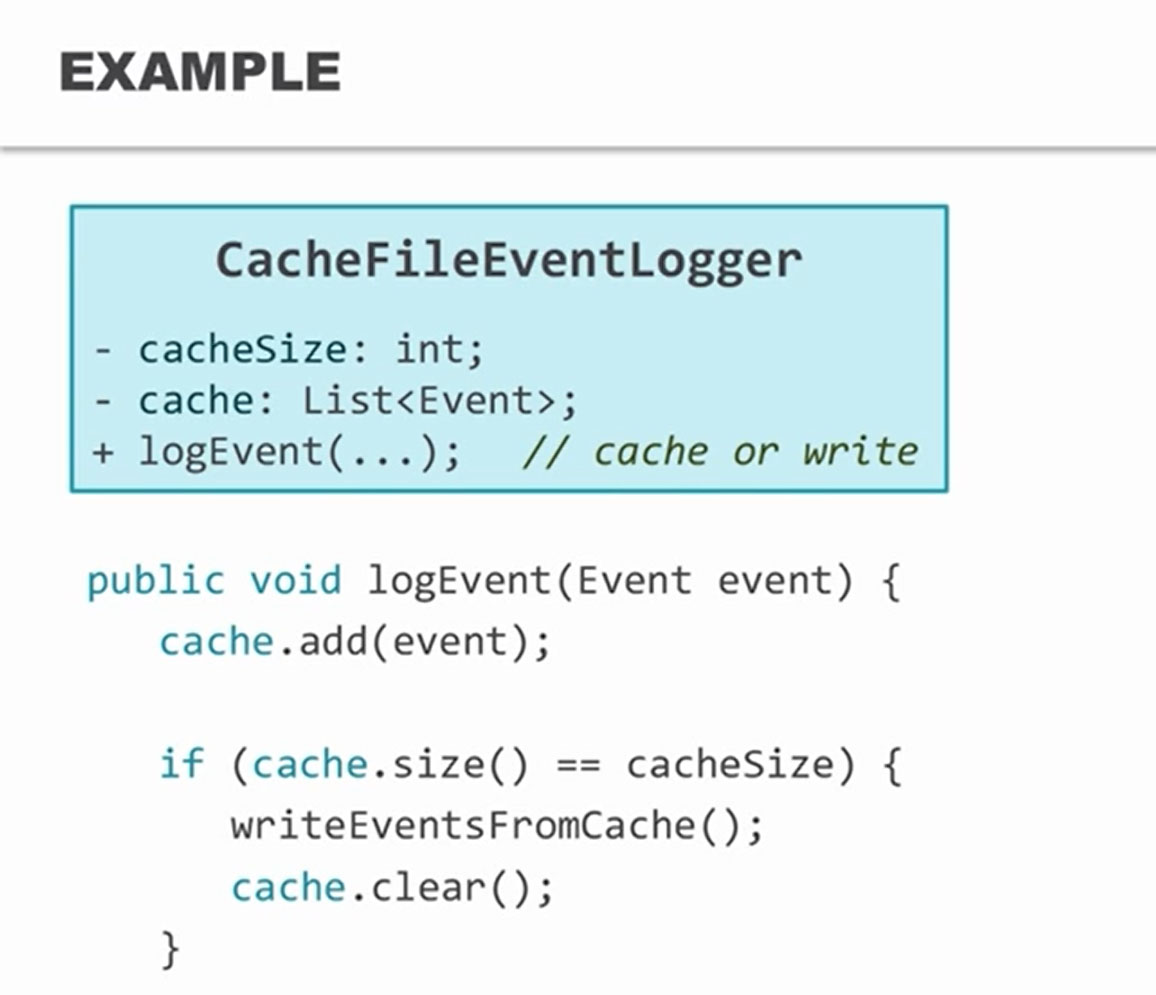 EXAMPLE
CacheFileEventLogger
- cacheSize: int;
- cache: List<Event>;
+ logEvent(...);   // cache or write
public void logEvent(Event event) {
   cache.add(event);
   if (cache.size() == cacheSize) {
      writeEventsFromCache();
      cache.clear();
   }